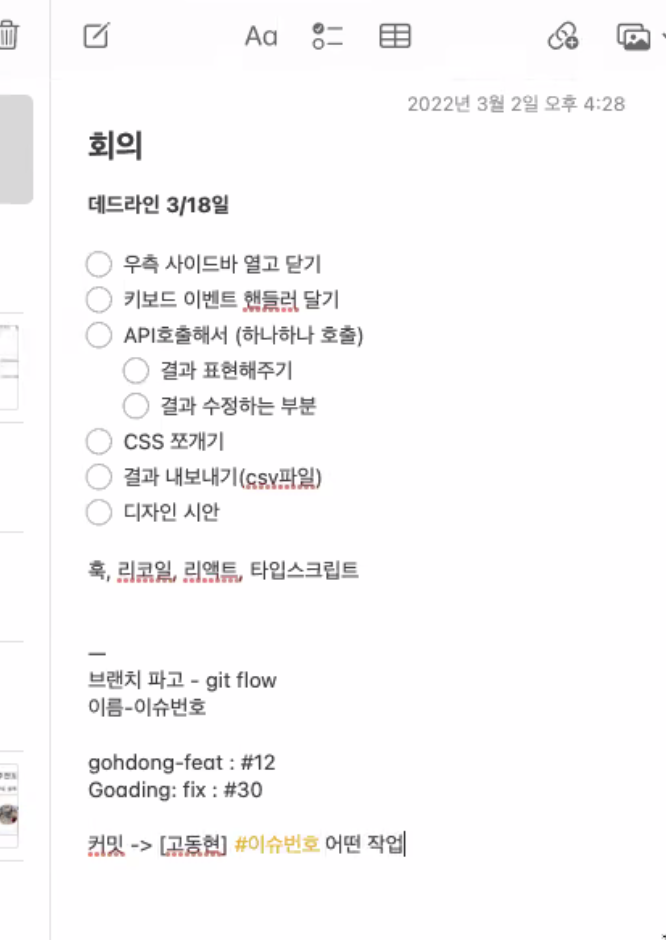 Aa
2022년 3월 2일 오후 4:28
회의
데드라인 3/18일
우측 사이드바 열고 닫기
키보드 이벤트 핸들러 달기
API호출해서 (하나하나 호출)
결과 표현해주기
결과 수정하는 부분
CSS 쪼개기
결과 내보내기(csv파일)
디자인 시안
훅, 리코일, 리액트, 타입스크립트
—
브랜치 파고 - git flow
이름-이슈번호
gohdong-feat : #12
Goading: fix : #30
커밋 -> [고동현] #이슈번호 어떤 작업